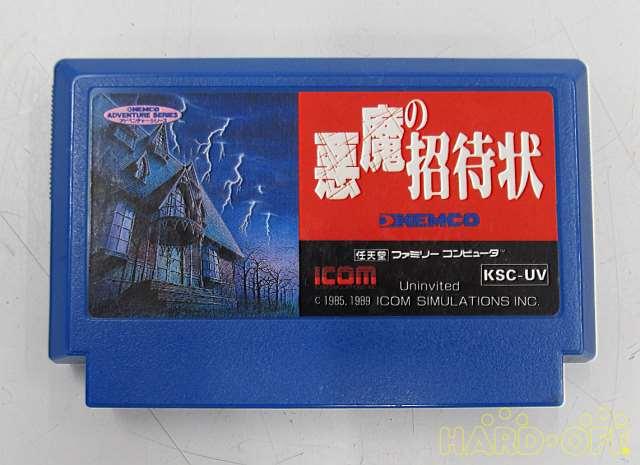 KEMCO
ADVENTURE SERIES
アドベンチャーシリーズ
悪魔の
招待状
KEMCO
任天堂 ファミリー コンピュータ™
ICOM
Uninvited
KSC-UV
© 1985, 1989 ICOM SIMULATIONS INC.
HARD-OFF